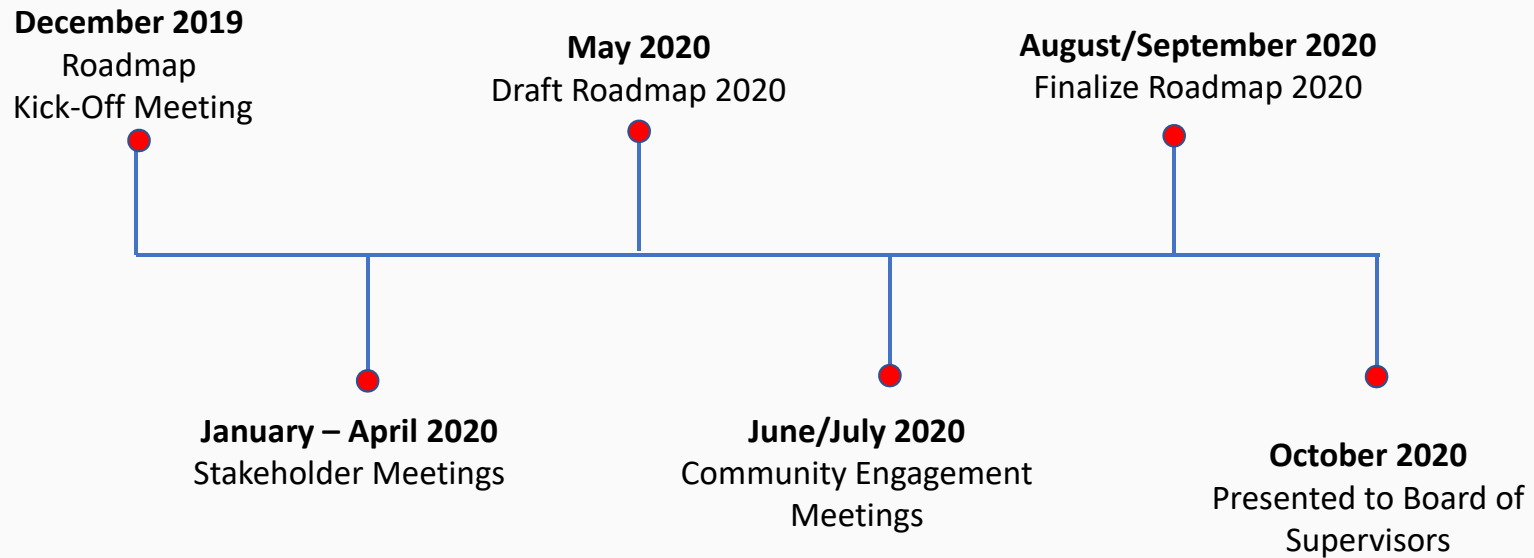 December 2019
Roadmap
Kick-Off Meeting
January – April 2020
Stakeholder Meetings
May 2020
Draft Roadmap 2020
June/July 2020
Community Engagement
Meetings
August/September 2020
Finalize Roadmap 2020
October 2020
Presented to Board of
Supervisors